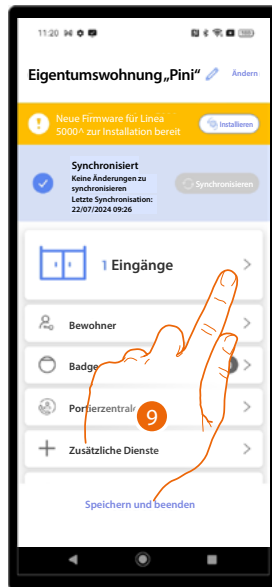 11:20
Eigentumswohnung „Pini“ Ändern
Neue Firmware für Linea
5000^ zur Installation bereit
Installieren
Synchronisiert
Keine Änderungen zu
synchronisieren
Letzte Synchronisation:
22/07/2024 09:26
Synchronisieren
1 Eingänge
Bewohner
Badge
Portierzentrale
9
Zusätzliche Dienste
Speichern und beenden